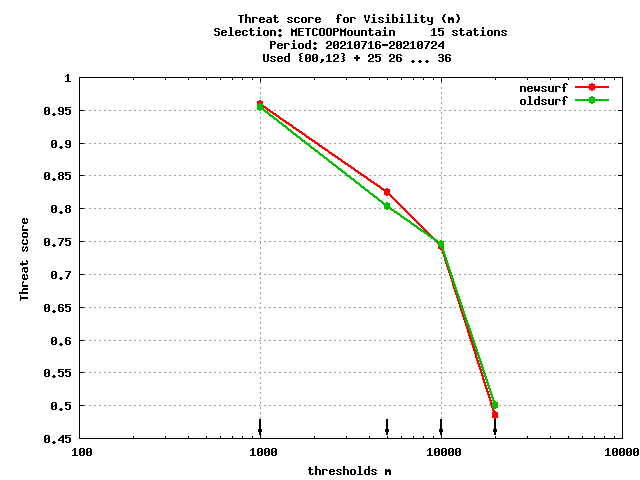 Threat score  for Visibility (m)
Selection: METCOOPMountain     15 stations
Period: 20210716-20210724
Used {00,12} + 25 26 ... 36
newsurf
oldsurf
1
0.95
0.9
0.85
0.8
0.75
0.7
0.65
0.6
0.55
0.5
0.45
Threat score
100
1000
10000
10000
thresholds m